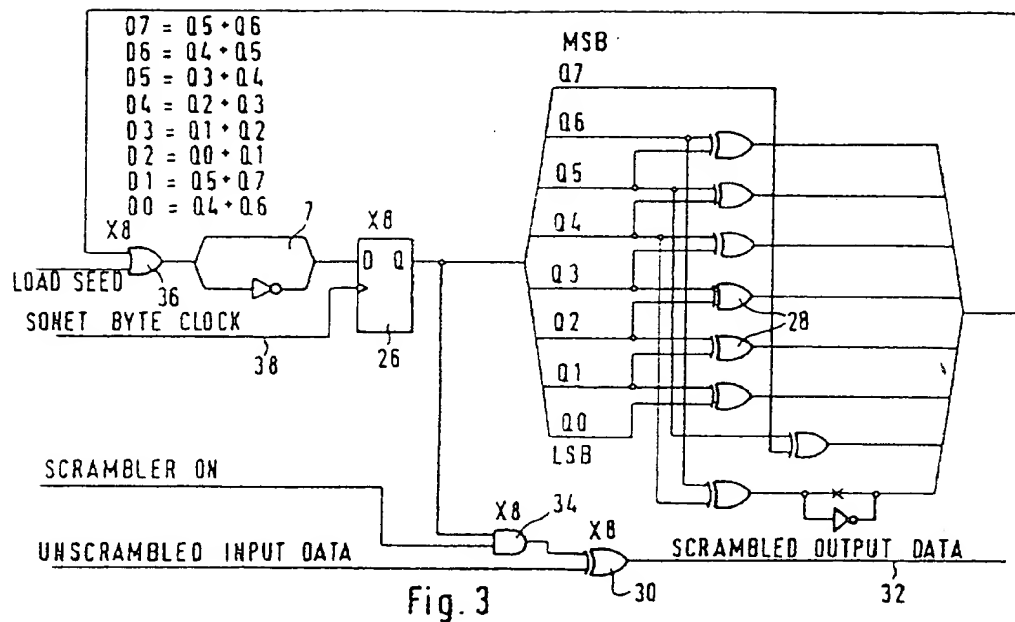 D7 = Q5 + Q6
D6 = Q4 + Q5
D5 = Q3 + Q4
D4 = Q2 + Q3
D3 = Q1 + Q2
D2 = Q0 + Q1
D1 = Q5 + Q7
D0 = Q4 + Q6
X8
LOAD SEED
36
7
X8
D Q
26
SONET BYTE CLOCK
38
MSB
Q7
Q6
Q5
Q4
Q3
Q2
Q1
Q0
LSB
28
SCRAMBLER ON
X8
34
X8
UNSCRAMBLED INPUT DATA
30
SCRAMBLED OUTPUT DATA
32
Fig. 3